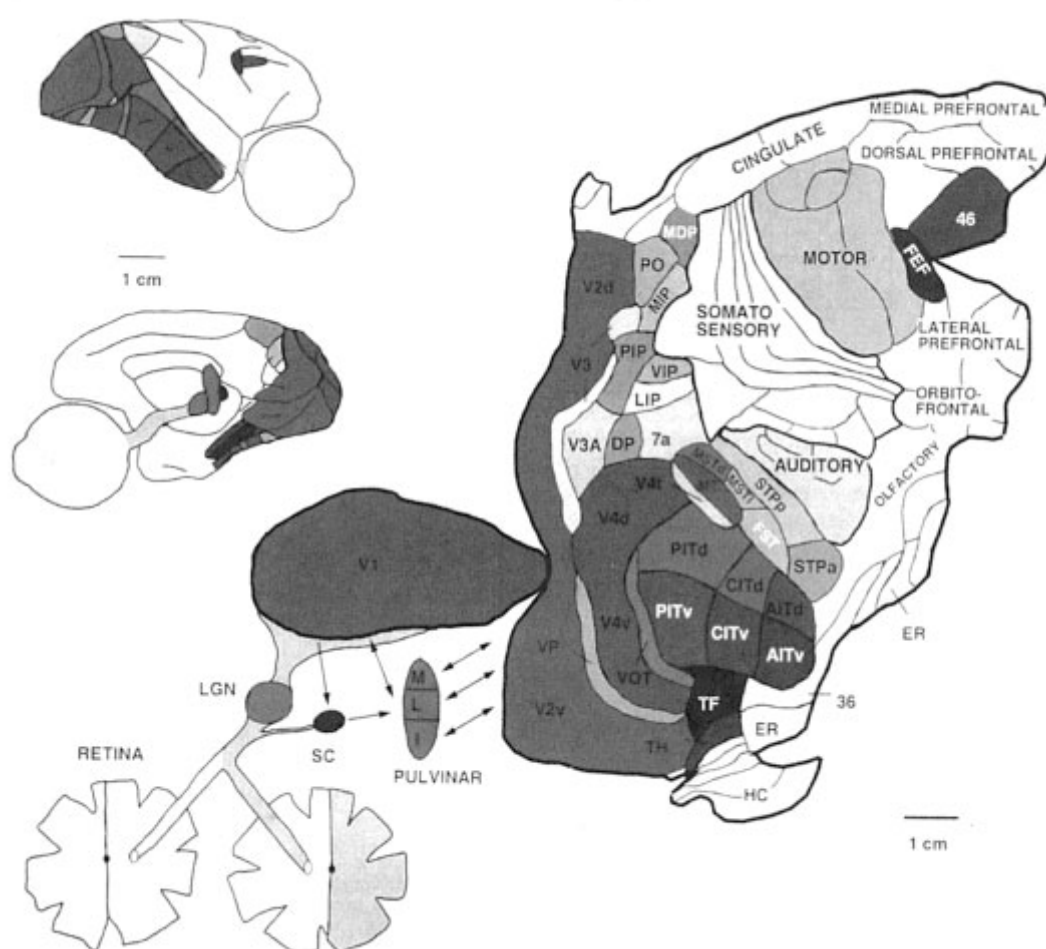 1 cm
MEDIAL PREFRONTAL
CINGULATE
DORSAL PREFRONTAL
46
MDP
FEF
PO
MOTOR
V2d
MIP
SOMATO
SENSORY
LATERAL
PREFRONTAL
V3
PIP
VIP
LIP
ORBITO-
FRONTAL
V3A
DP
7a
AUDITORY
OLFACTORY
MSTd
MT
MSTl
STPp
V4t
V4d
FST
PITd
STPa
CITd
V1
AITd
PITv
V4v
CITv
ER
VP
AITv
VOT
M
L
I
LGN
TF
36
V2v
ER
TH
SC
RETINA
PULVINAR
HC
1 cm